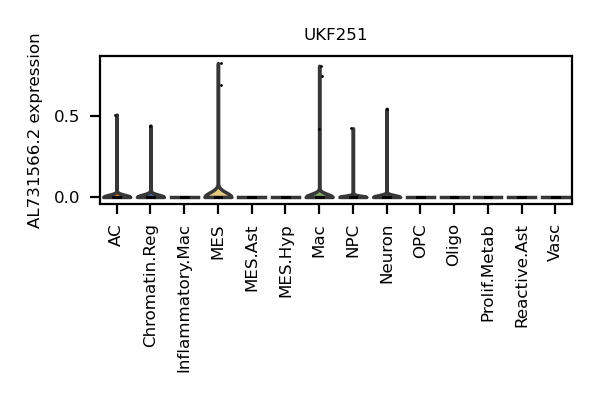 UKF251
AL731566.2 expression
0.5
0.0
AC
Chromatin.Reg
Inflammatory.Mac
MES
MES.Ast
MES.Hyp
Mac
NPC
Neuron
OPC
Oligo
Prolif.Metab
Reactive.Ast
Vasc